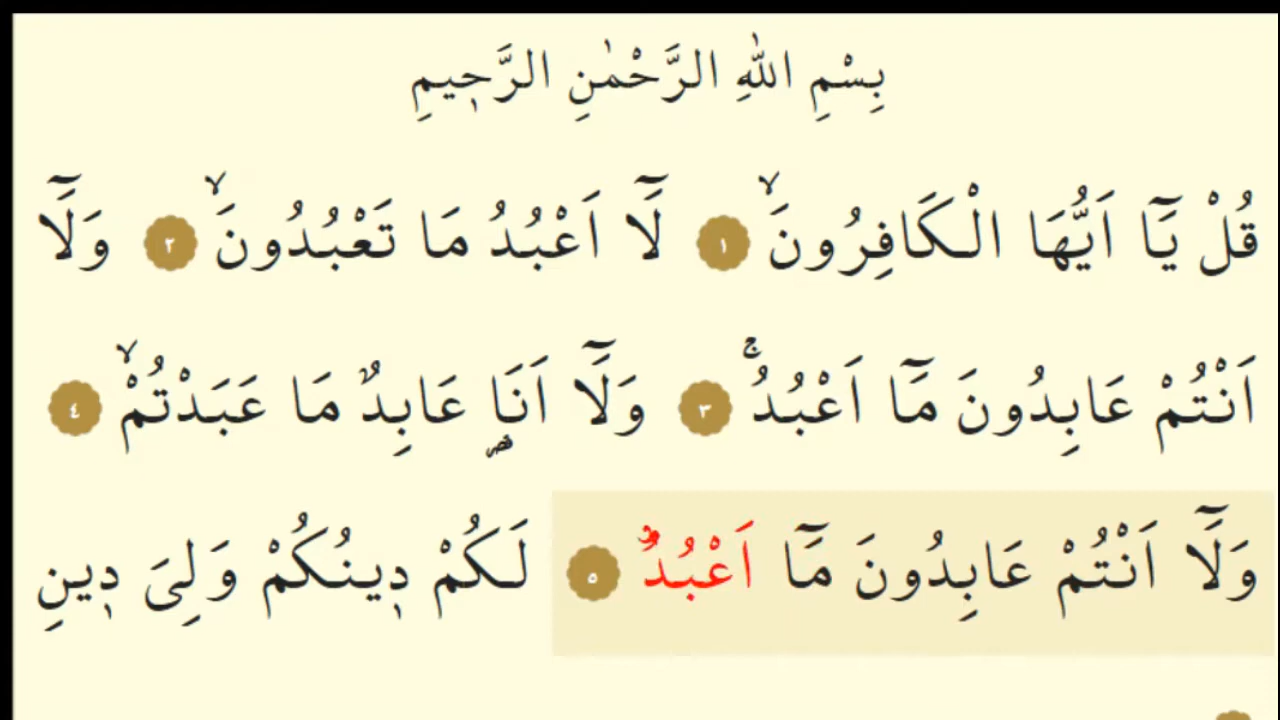 بِسْمِ اللّٰهِ الرَّحْمٰنِ الرَّح۪يمِ
قُلْ يَٓا اَيُّهَا الْكَافِرُونَۙ ١ لَٓا اَعْبُدُ مَا تَعْبُدُونَۙ ٢ وَلَٓا
اَنْتُمْ عَابِدُونَ مَٓا اَعْبُدُۚ ٣ وَلَٓا اَنَا۬ عَابِدٌ مَا عَبَدْتُمْۙ ٤
وَلَٓا اَنْتُمْ عَابِدُونَ مَٓا اَعْبُدُۜ ٥ لَكُمْ د۪ينُكُمْ وَلِيَ د۪ينِ